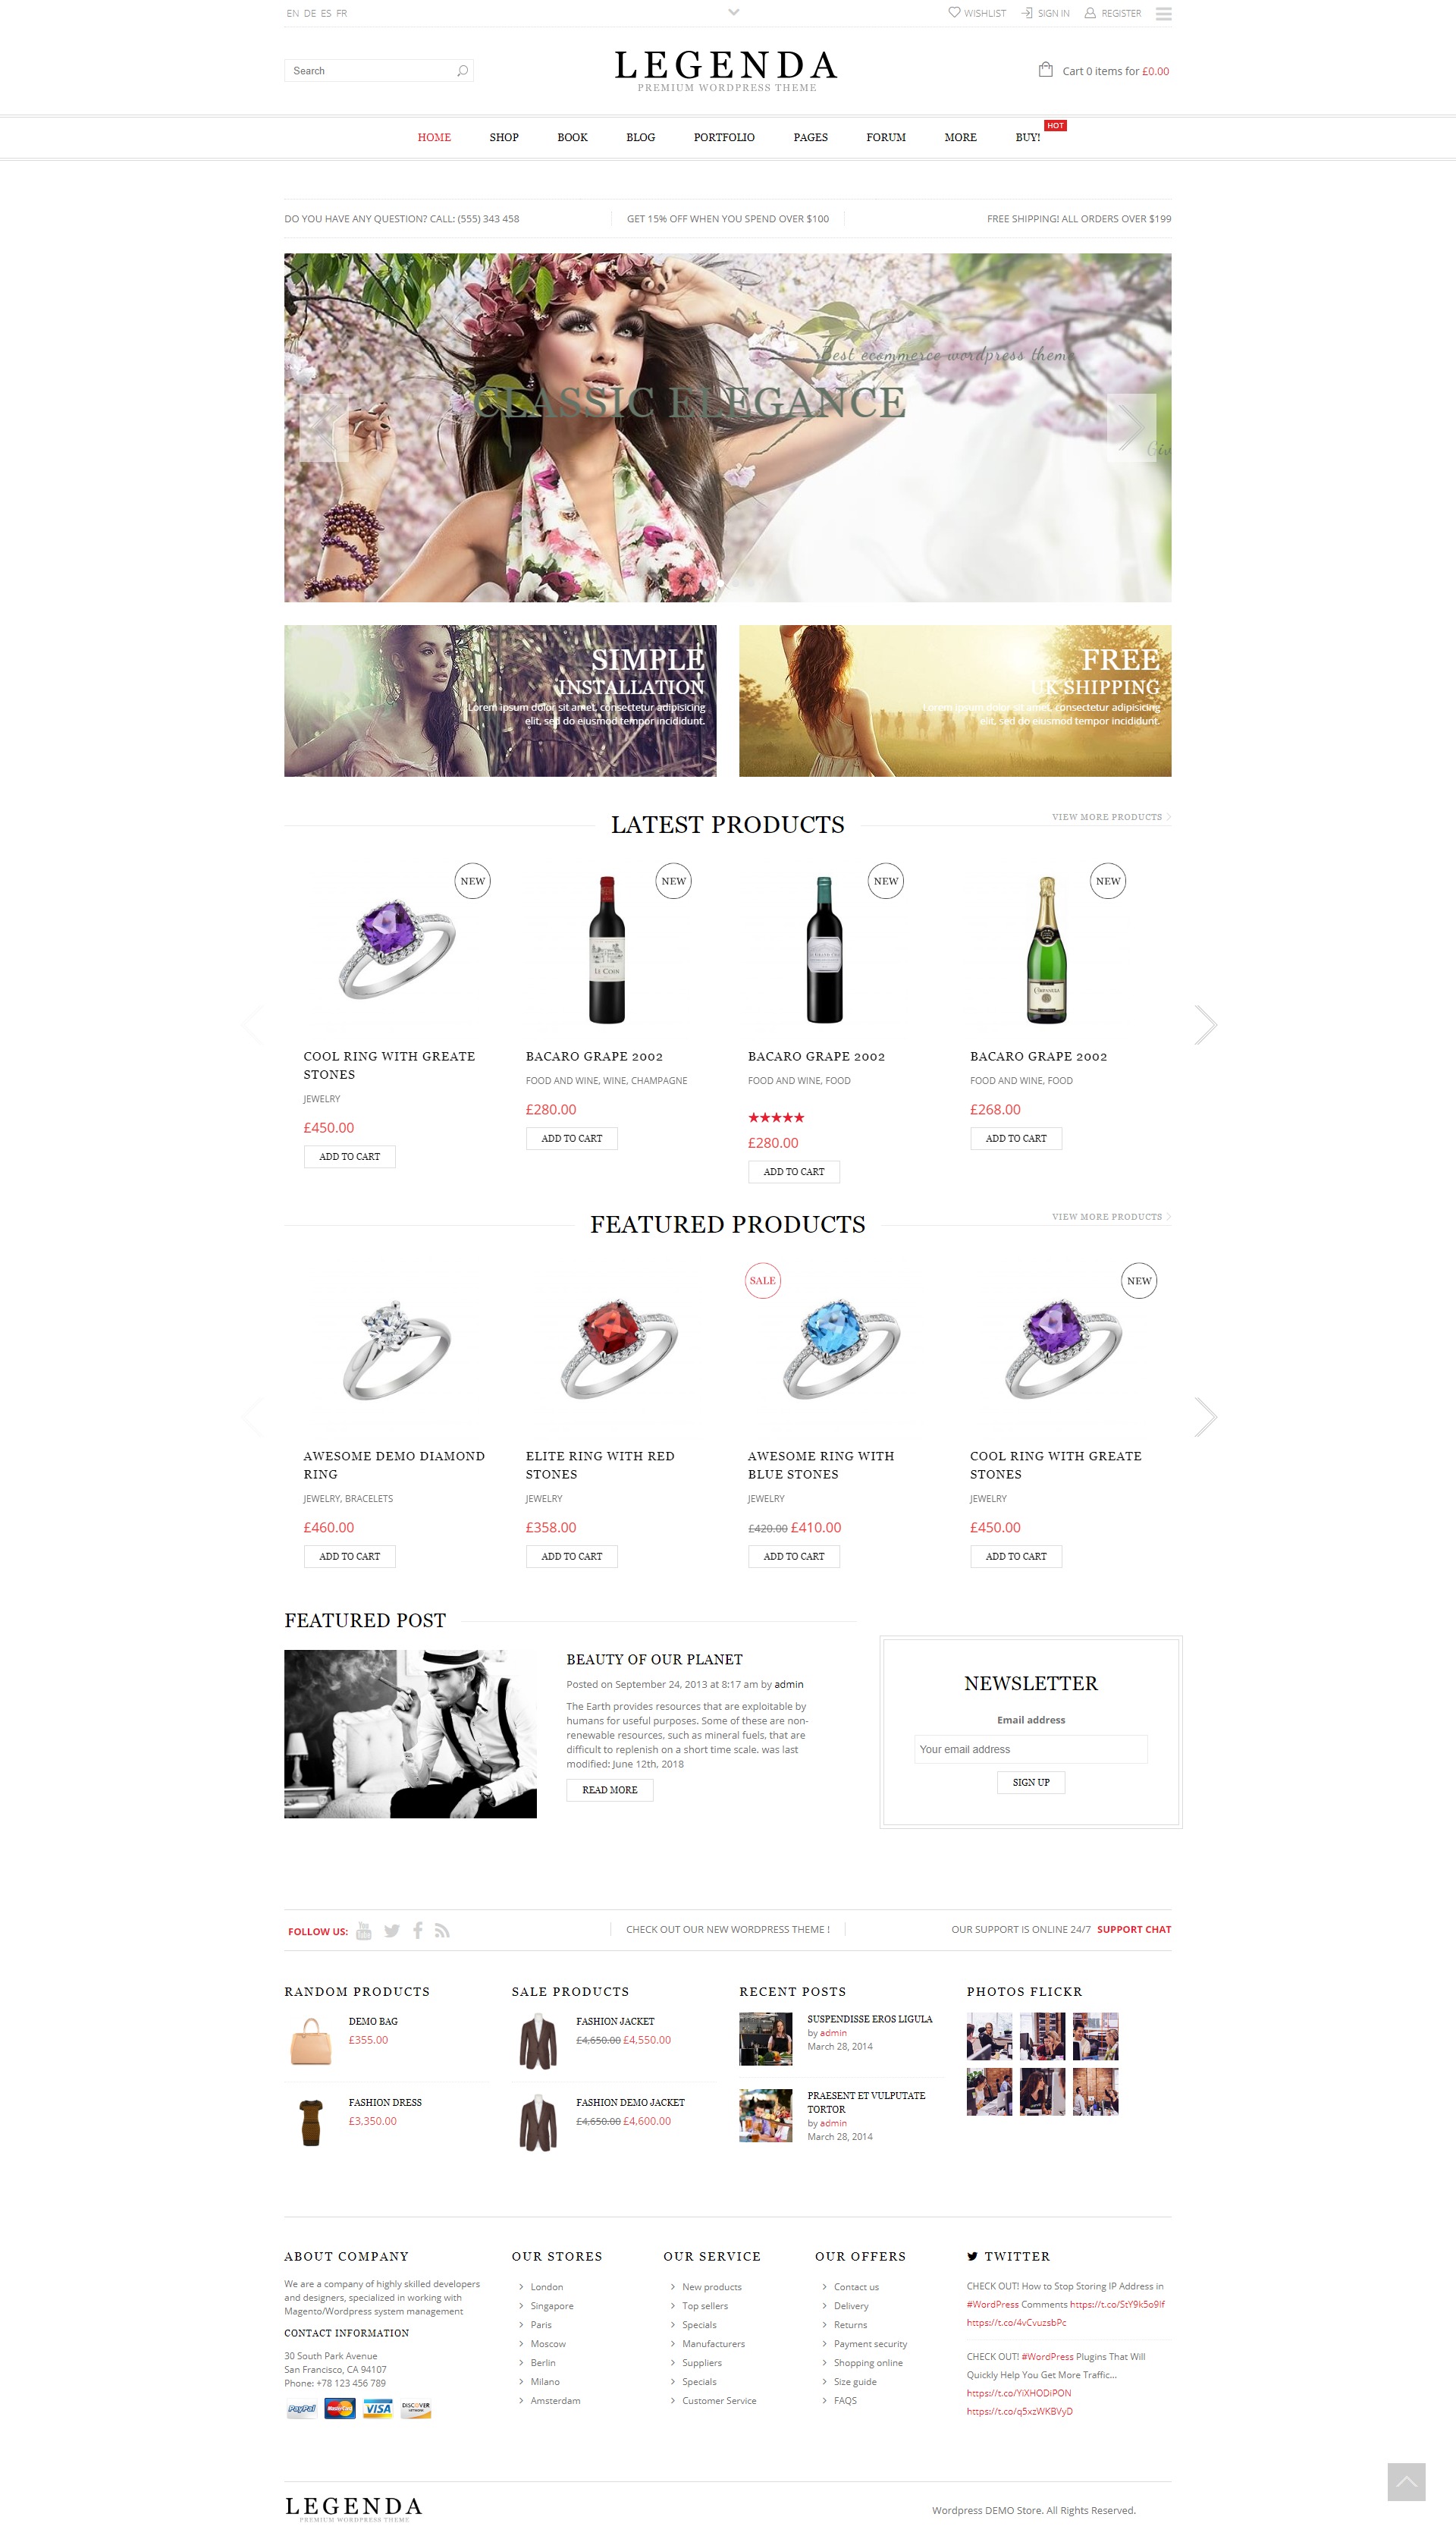 EN DE ES FR
WISHLIST SIGN IN REGISTER
Search
LEGENDA
PREMIUM WORDPRESS THEME
Cart 0 items for £0.00
HOT
HOME SHOP BOOK BLOG PORTFOLIO PAGES FORUM MORE BUY!
DO YOU HAVE ANY QUESTION? CALL: (555) 343 458
GET 15% OFF WHEN YOU SPEND OVER $100
FREE SHIPPING! ALL ORDERS OVER $199
Best ecommerce wordpress theme
CLASSIC ELEGANCE
SIMPLE
INSTALLATION
Lorem ipsum dolor sit amet, consectetur adipisicing
elit, sed do eiusmod tempor incididunt.
FREE
UK SHIPPING
Lorem ipsum dolor sit amet, consectetur adipisicing
elit, sed do eiusmod tempor incididunt.
LATEST PRODUCTS
VIEW MORE PRODUCTS
NEW
NEW
NEW
NEW
LE COIN
COOL RING WITH GREATE
STONES
JEWELRY
£450.00
ADD TO CART
BACARO GRAPE 2002
FOOD AND WINE, WINE, CHAMPAGNE
£280.00
ADD TO CART
BACARO GRAPE 2002
FOOD AND WINE, FOOD
£280.00
ADD TO CART
BACARO GRAPE 2002
FOOD AND WINE, FOOD
£268.00
ADD TO CART
FEATURED PRODUCTS
VIEW MORE PRODUCTS
SALE
NEW
AWESOME DEMO DIAMOND
RING
JEWELRY, BRACELETS
£460.00
ADD TO CART
ELITE RING WITH RED
STONES
JEWELRY
£358.00
ADD TO CART
AWESOME RING WITH
BLUE STONES
JEWELRY
£420.00 £410.00
ADD TO CART
COOL RING WITH GREATE
STONES
JEWELRY
£450.00
ADD TO CART
FEATURED POST
BEAUTY OF OUR PLANET
Posted on September 24, 2013 at 8:17 am by admin
The Earth provides resources that are exploitable by
humans for useful purposes. Some of these are non-
renewable resources, such as mineral fuels, that are
difficult to replenish on a short time scale. was last
modified: June 12th, 2018
READ MORE
NEWSLETTER
Email address
Your email address
SIGN UP
FOLLOW US:
CHECK OUT OUR NEW WORDPRESS THEME !
OUR SUPPORT IS ONLINE 24/7 SUPPORT CHAT
RANDOM PRODUCTS
DEMO BAG
£355.00
FASHION DRESS
£3,350.00
SALE PRODUCTS
FASHION JACKET
£4,650.00 £4,550.00
FASHION DEMO JACKET
£4,650.00 £4,600.00
RECENT POSTS
SUSPENDISSE EROS LIGULA
by admin
March 28, 2014
PRAESENT ET VULPUTATE
TORTOR
by admin
March 28, 2014
PHOTOS FLICKR
ABOUT COMPANY
We are a company of highly skilled developers
and designers, specialized in working with
Magento/Wordpress system management
CONTACT INFORMATION
30 South Park Avenue
San Francisco, CA 94107
Phone: +78 123 456 789
PayPal MasterCard VISA DISCOVER
OUR STORES
London
Singapore
Paris
Moscow
Berlin
Milano
Amsterdam
OUR SERVICE
New products
Top sellers
Specials
Manufacturers
Suppliers
Specials
Customer Service
OUR OFFERS
Contact us
Delivery
Returns
Payment security
Shopping online
Size guide
FAQS
TWITTER
CHECK OUT! How to Stop Storing IP Address in
#WordPress Comments https://t.co/StY9k5o9If
https://t.co/4vCvuzsbPc
CHECK OUT! #WordPress Plugins That Will
Quickly Help You Get More Traffic...
https://t.co/YiXHODiPON
https://t.co/q5xzWKBVyD
LEGENDA
PREMIUM WORDPRESS THEME
Wordpress DEMO Store. All Rights Reserved.